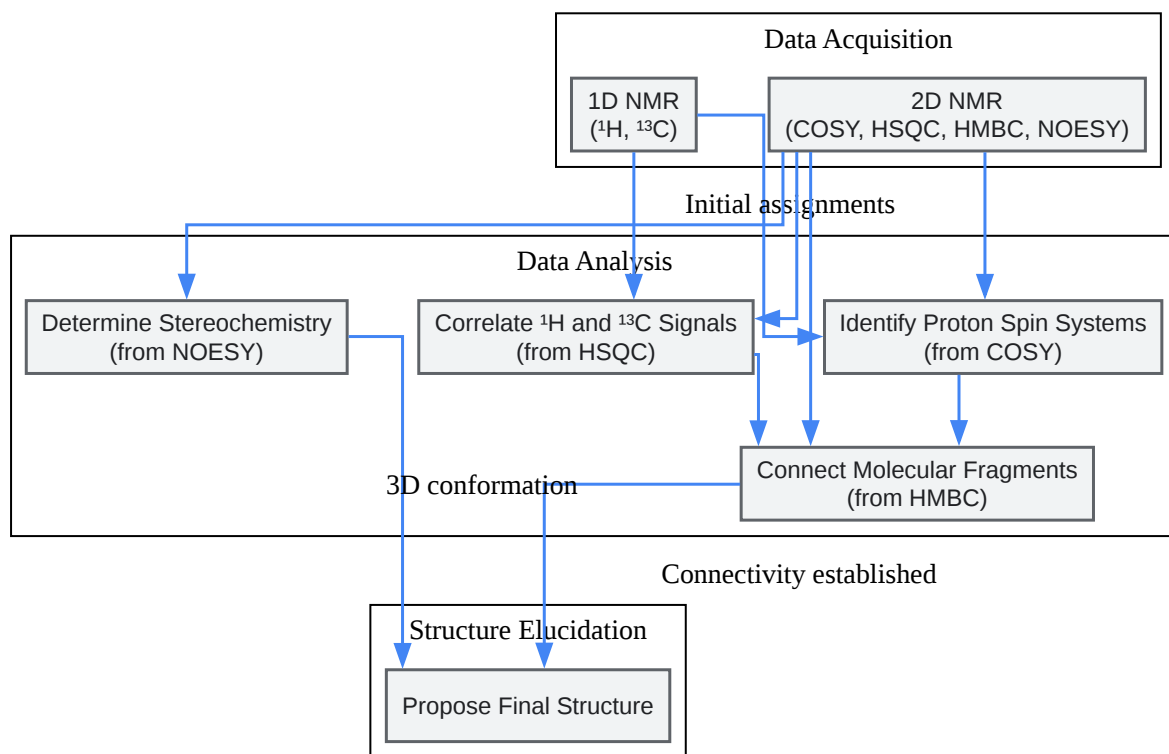 Data Acquisition
1D NMR
(¹H, ¹³C)
2D NMR
(COSY, HSQC, HMBC, NOESY)
Initial assignments
Data Analysis
Determine Stereochemistry
(from NOESY)
Correlate ¹H and ¹³C Signals
(from HSQC)
Identify Proton Spin Systems
(from COSY)
Connect Molecular Fragments
(from HMBC)
3D conformation
Connectivity established
Structure Elucidation
Propose Final Structure